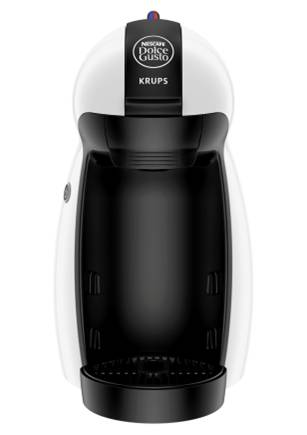 NESCAFÉ
Dolce
Gusto
KRUPS